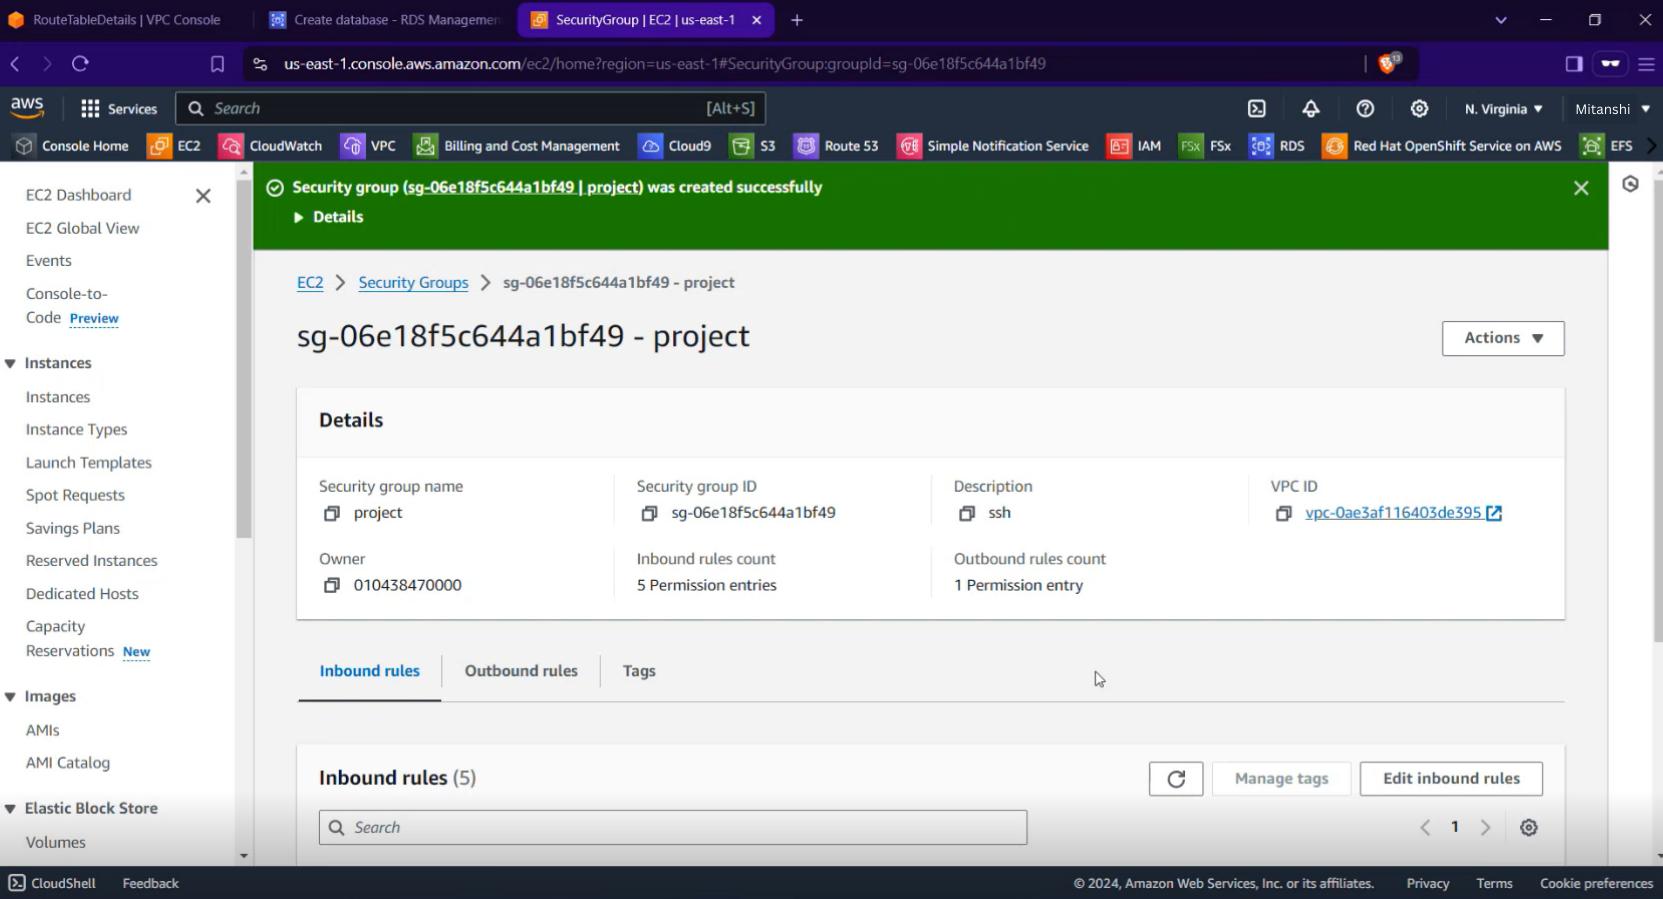 RouteTableDetails | VPC Console
Create database - RDS Managemen
SecurityGroup | EC2 | us-east-1
us-east-1.console.aws.amazon.com/ec2/home?region=us-east-1#SecurityGroup:groupId=sg-06e18f5c644a1bf49
13
aws
Services
Search
[Alt+S]
N. Virginia
Mitanshi
Console Home
EC2
CloudWatch
VPC
Billing and Cost Management
Cloud9
S3
Route 53
Simple Notification Service
IAM
FSx
FSx
RDS
Red Hat OpenShift Service on AWS
EFS
EC2 Dashboard
EC2 Global View
Events
Console-to-
Code Preview
Instances
Instances
Instance Types
Launch Templates
Spot Requests
Savings Plans
Reserved Instances
Dedicated Hosts
Capacity
Reservations New
Images
AMIs
AMI Catalog
Elastic Block Store
Volumes
Security group (sg-06e18f5c644a1bf49 | project) was created successfully
Details
EC2
Security Groups
sg-06e18f5c644a1bf49 - project
sg-06e18f5c644a1bf49 - project
Actions
Details
Security group name
project
Security group ID
sg-06e18f5c644a1bf49
Description
ssh
VPC ID
vpc-0ae3af116403de395
Owner
010438470000
Inbound rules count
5 Permission entries
Outbound rules count
1 Permission entry
Inbound rules
Outbound rules
Tags
Inbound rules (5)
Manage tags
Edit inbound rules
Search
1
CloudShell
Feedback
© 2024, Amazon Web Services, Inc. or its affiliates.
Privacy
Terms
Cookie preferences